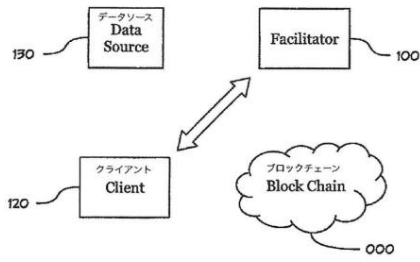 データソース
Data
Source
130
Facilitator
100
クライアント
Client
120
ブロックチェーン
Block Chain
000